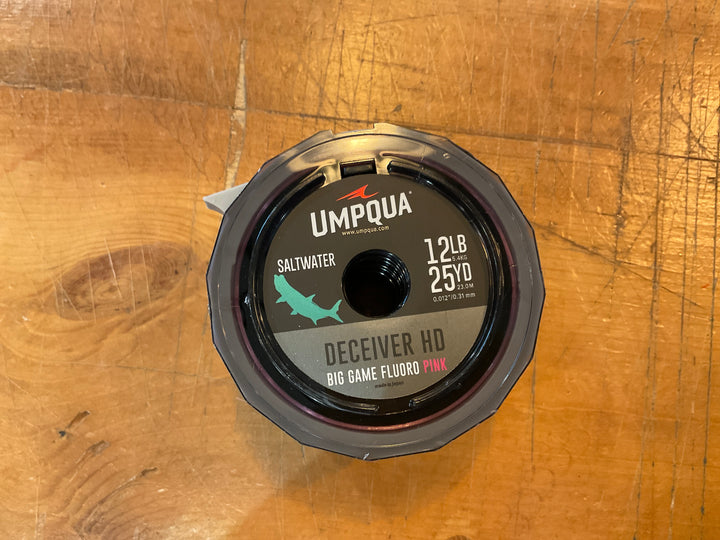 UMPQUA
www.umpqua.com
SALTWATER
12LB
5.4KG
25YD
23.0M
0.012"/0.31 mm
DECEIVER HD
BIG GAME FLUORO PINK
made in japan